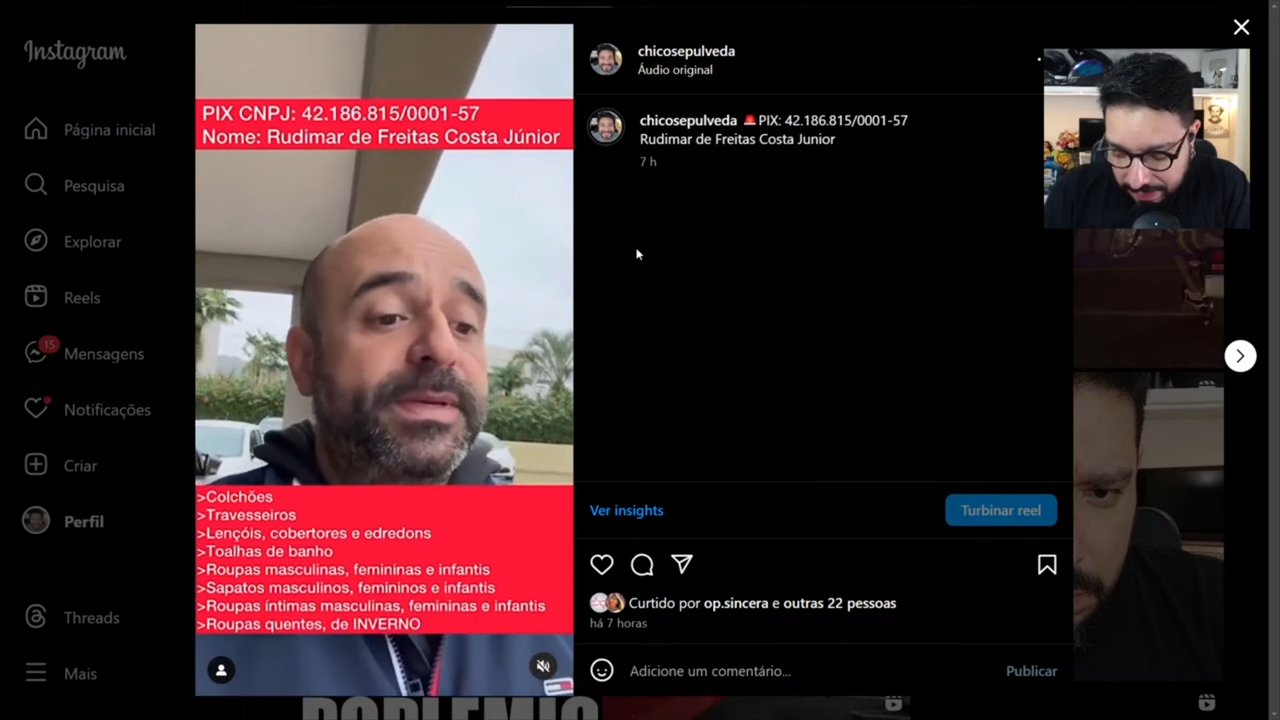 Instagram
Página inicial
Pesquisa
Explorar
Reels
15
Mensagens
Notificações
Criar
Perfil
Threads
Mais
PIX CNPJ: 42.186.815/0001-57
Nome: Rudimar de Freitas Costa Júnior
>Colchões
>Travesseiros
>Lençóis, cobertores e edredons
>Toalhas de banho
>Roupas masculinas, femininas e infantis
>Sapatos masculinos, femininos e infantis
>Roupas íntimas masculinas, femininas e infantis
>Roupas quentes, de INVERNO
chicosepulveda
Áudio original
chicosepulveda 🚨PIX: 42.186.815/0001-57
Rudimar de Freitas Costa Junior
7 h
Ver insights
Turbinar reel
Curtido por op.sincera e outras 22 pessoas
há 7 horas
Adicione um comentário...
Publicar